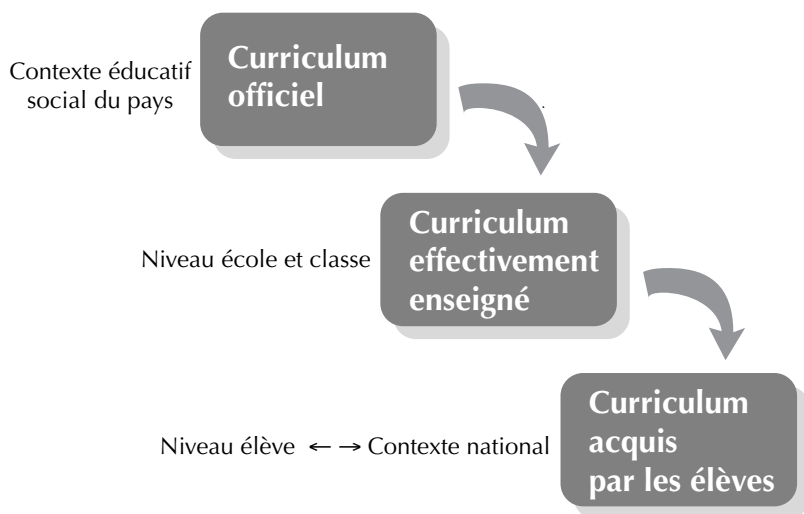 Contexte éducatif
social du pays
Curriculum
officiel
Niveau école et classe
Curriculum
effectivement
enseigné
Niveau élève ← → Contexte national
Curriculum
acquis
par les élèves